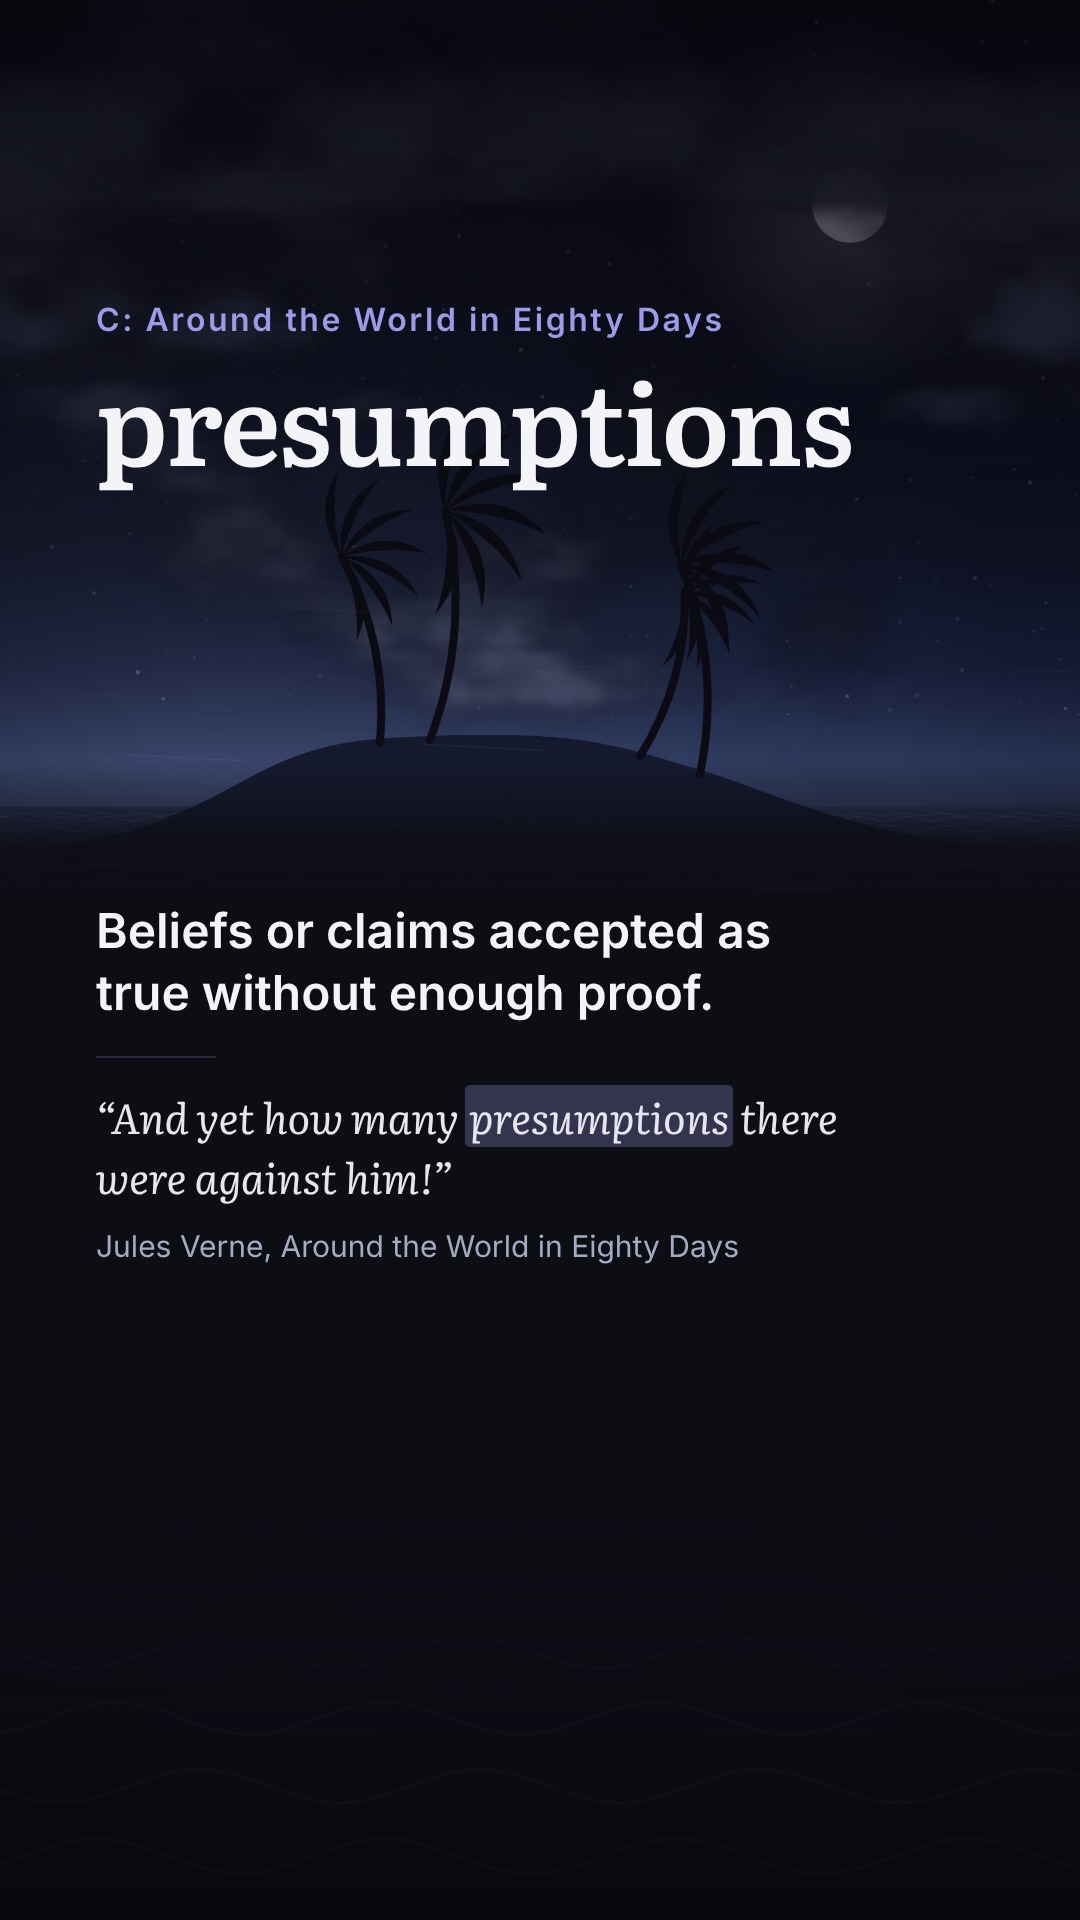 C: Around the World in Eighty Days
presumptions
Beliefs or claims accepted as
true without enough proof.
“And yet how many presumptions there
were against him!”
Jules Verne, Around the World in Eighty Days